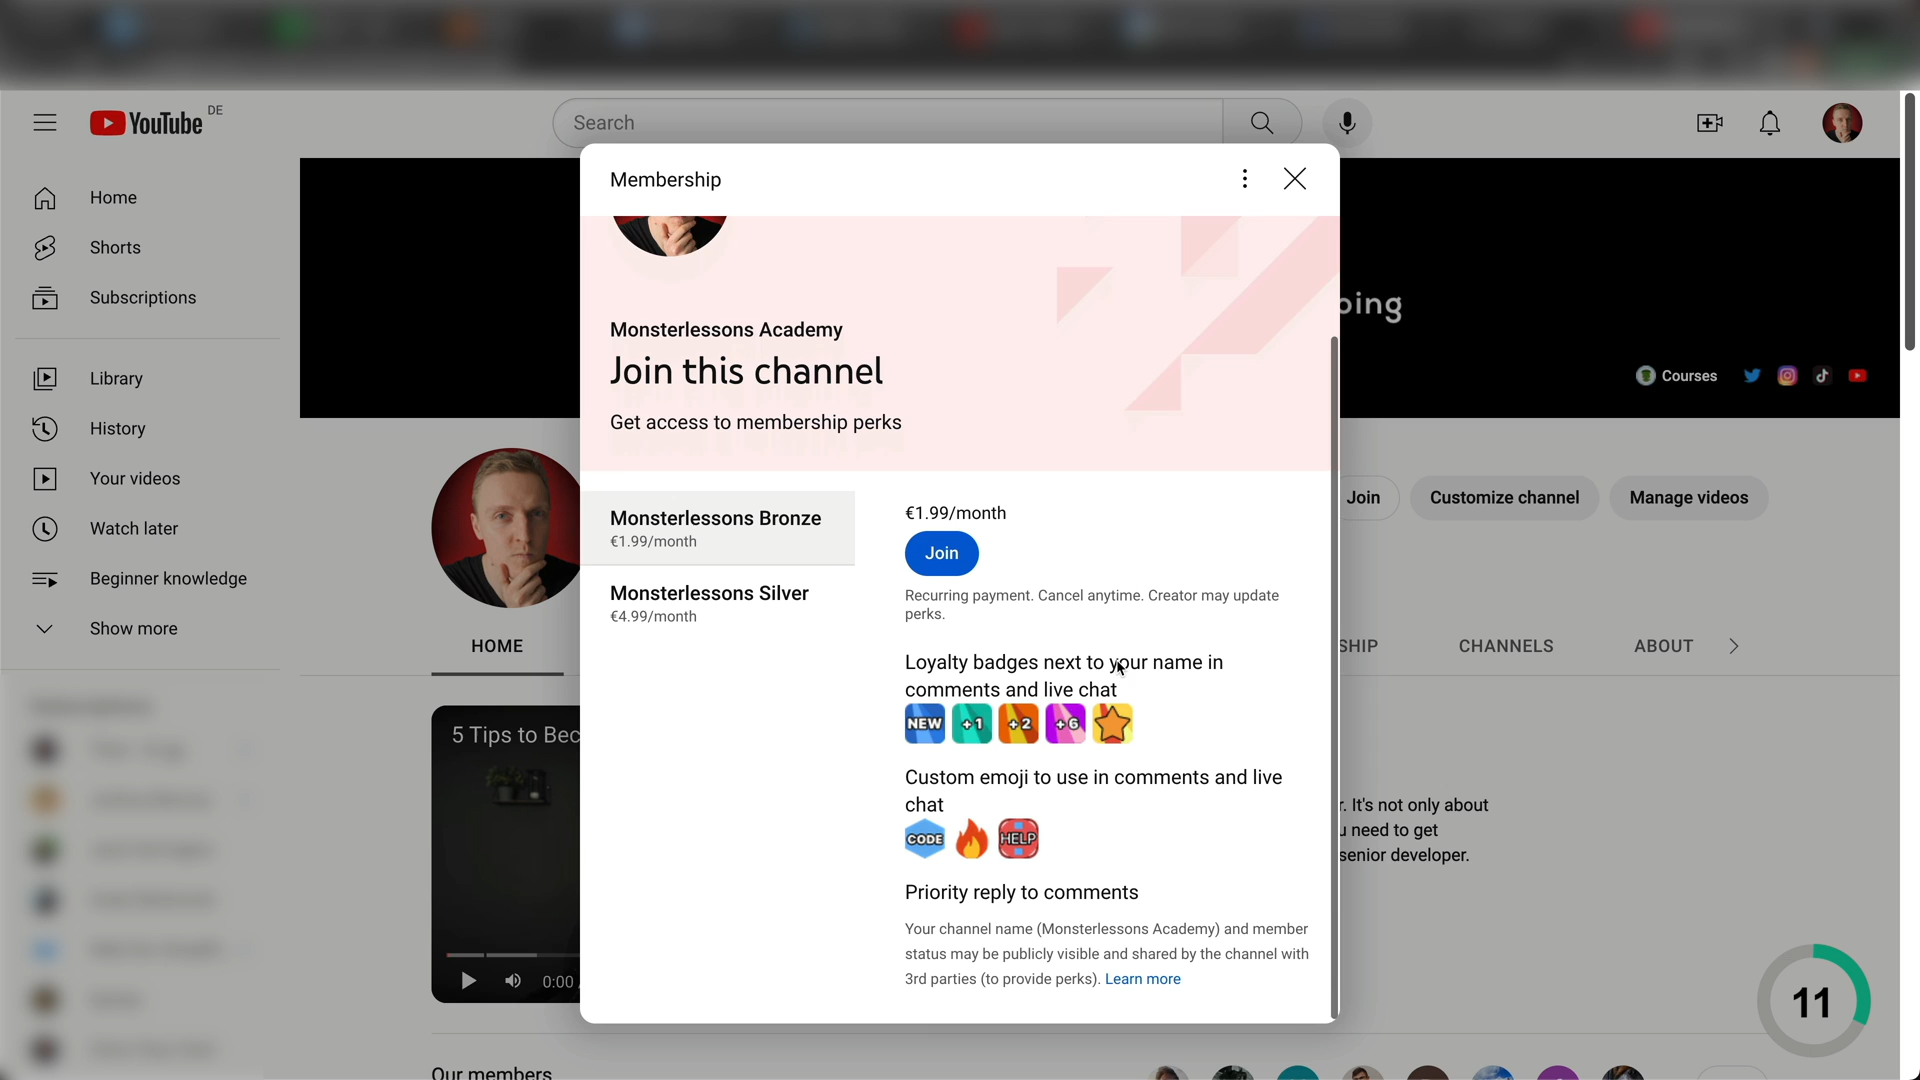 YouTube DE
Search
Home
Shorts
Subscriptions
Library
History
Your videos
Watch later
Beginner knowledge
Show more
Membership
Monsterlessons Academy
Join this channel
Get access to membership perks
Monsterlessons Bronze
€1.99/month
Monsterlessons Silver
€4.99/month
€1.99/month
Join
Recurring payment. Cancel anytime. Creator may update
perks.
Loyalty badges next to your name in
comments and live chat
NEW +1 +2 +6
Custom emoji to use in comments and live
chat
CODE HELP
Priority reply to comments
Your channel name (Monsterlessons Academy) and member
status may be publicly visible and shared by the channel with
3rd parties (to provide perks). Learn more
ping
Courses
Join
Customize channel
Manage videos
HOME
SHIP
CHANNELS
ABOUT
5 Tips to Bec
0:00
r. It's not only about
u need to get
senior developer.
11
Our members